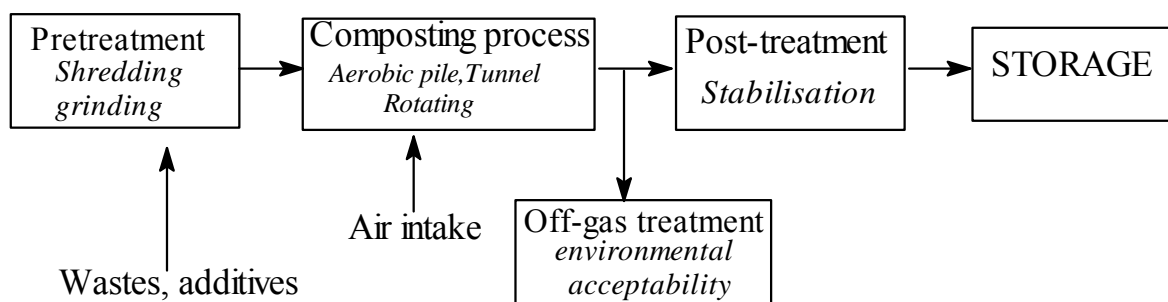 Pretreatment
Shredding
grinding
Composting process
Aerobic pile,Tunnel
Rotating
Post-treatment
Stabilisation
STORAGE
Air intake
Off-gas treatment
environmental
acceptability
Wastes, additives